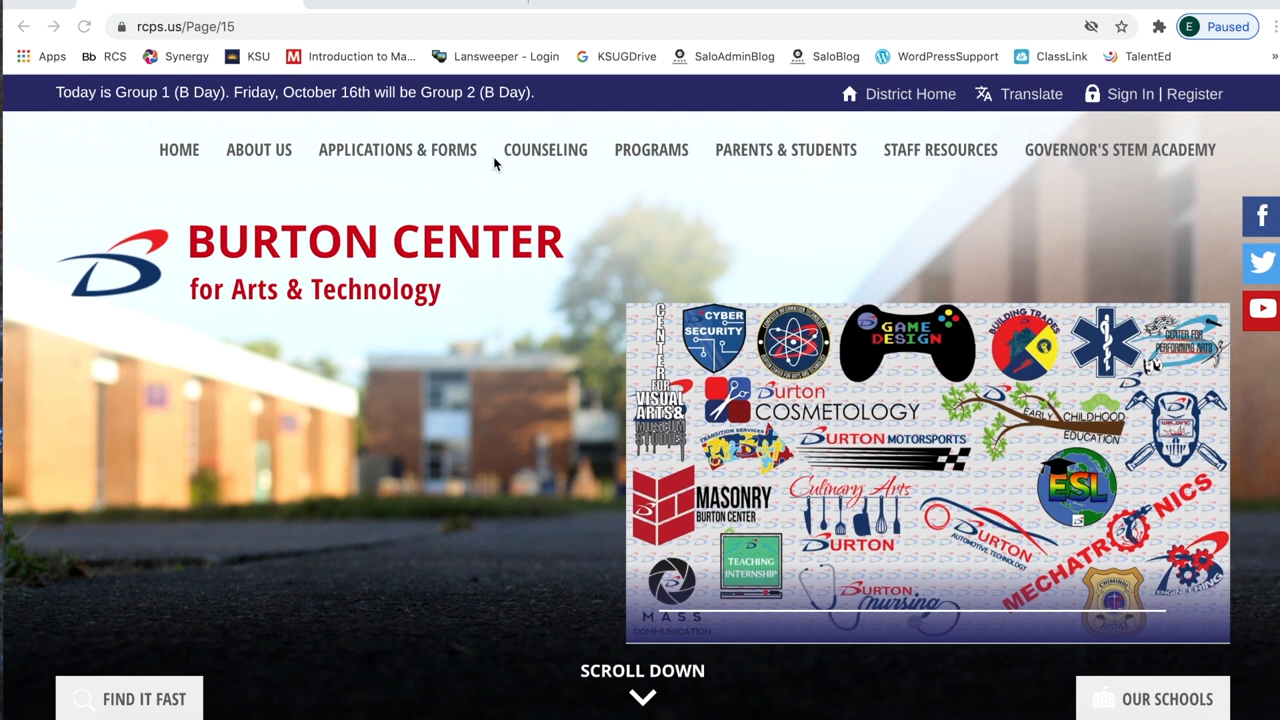 rcps.us/Page/15
E Paused
Apps
Bb RCS
Synergy
KSU
M Introduction to Ma...
Lansweeper - Login
G KSUGDrive
SaloAdminBlog
SaloBlog
WordPressSupport
ClassLink
TalentEd
»
Today is Group 1 (B Day). Friday, October 16th will be Group 2 (B Day).
District Home
Translate
Sign In | Register
HOME
ABOUT US
APPLICATIONS & FORMS
COUNSELING
PROGRAMS
PARENTS & STUDENTS
STAFF RESOURCES
GOVERNOR'S STEM ACADEMY
BURTON CENTER
for Arts & Technology
CENTER
FOR
VISUAL
ARTS&
MUSEUM
STUDIES
CYBER
SECURITY
GAME
DESIGN
BUILDING TRADES
CENTER FOR
PERFORMING ARTS
Burton
COSMETOLOGY
EARLY CHILDHOOD
EDUCATION
WELDING
TRANSITION SERVICES
BURTON MOTORSPORTS
MASONRY
BURTON CENTER
Culinary Arts
BURTON
ESL
BURTON
AUTOMOTIVE TECHNOLOGY
MECHATRONICS
TEACHING
INTERNSHIP
MASS
COMMUNICATION
BURTON
nursing
CRIMINAL
JUSTICE
ENGINEERING
SCROLL DOWN
FIND IT FAST
OUR SCHOOLS